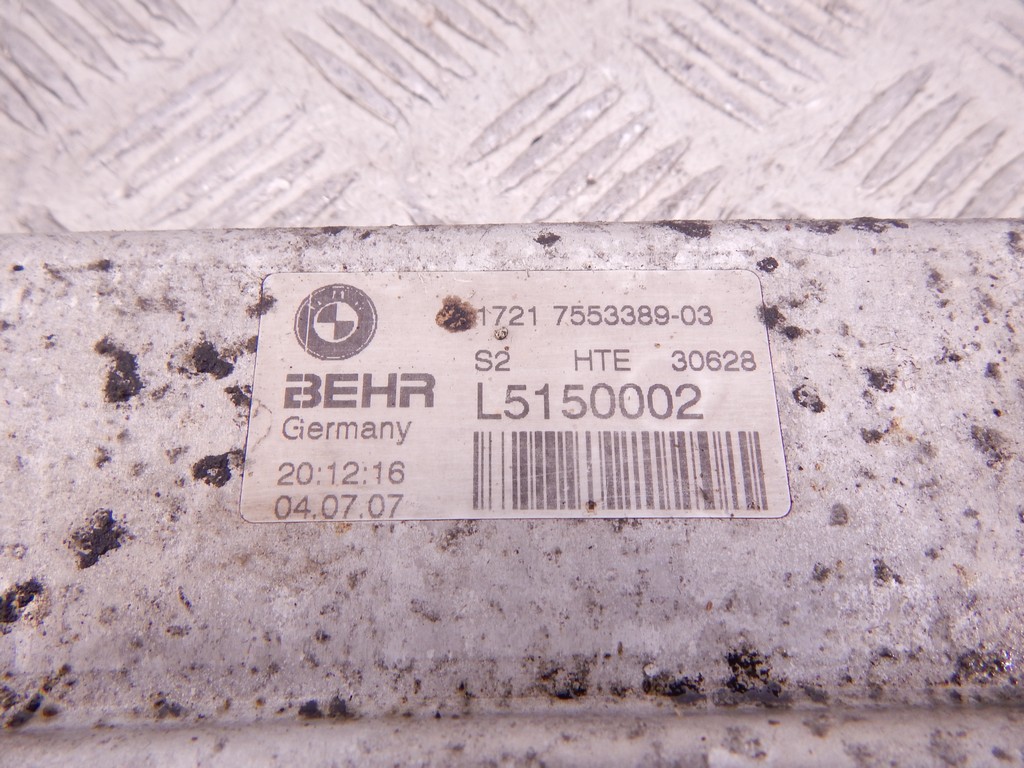 1721 7553389-03
S2 HTE 30628
BEHR
L5150002
Germany
20:12:16
04.07.07